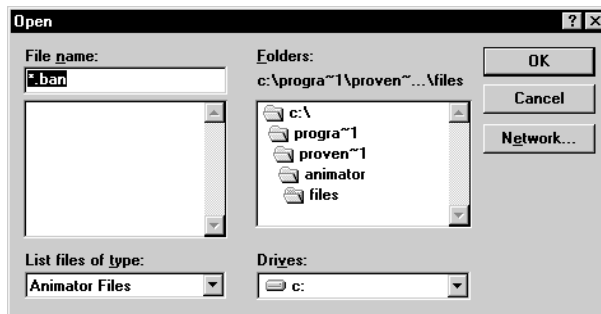 Open
File name:
*.ban
List files of type:
Animator Files
Folders:
c:\progra~1\proven~...\files
c:\
progra~1
proven~1
animator
files
Drives:
c:
OK
Cancel
Network...